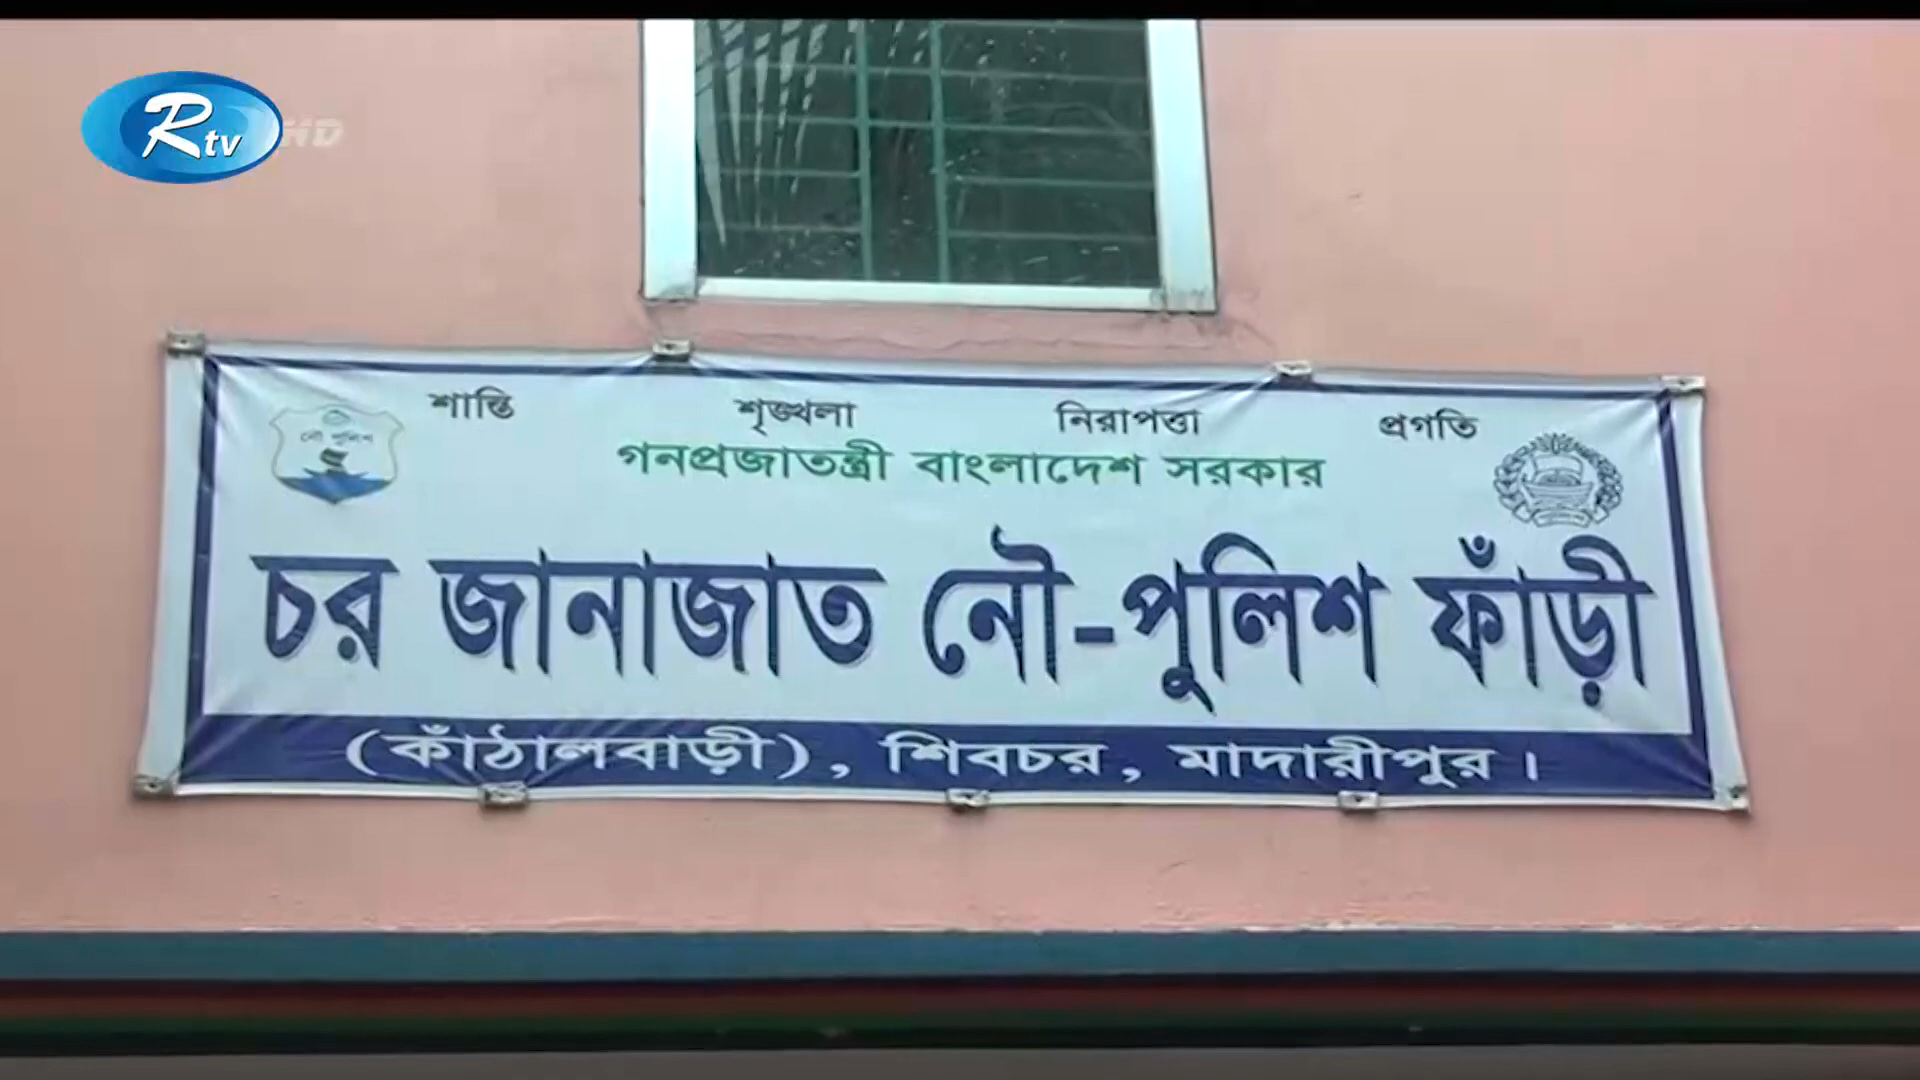 Rtv HD
শান্তি শৃঙ্খলা নিরাপত্তা প্রগতি
গনপ্রজাতন্ত্রী বাংলাদেশ সরকার
নৌ পুলিশ
চর জানাজাত নৌ-পুলিশ ফাঁড়ী
(কাঁঠালবাড়ী), শিবচর, মাদারীপুর।